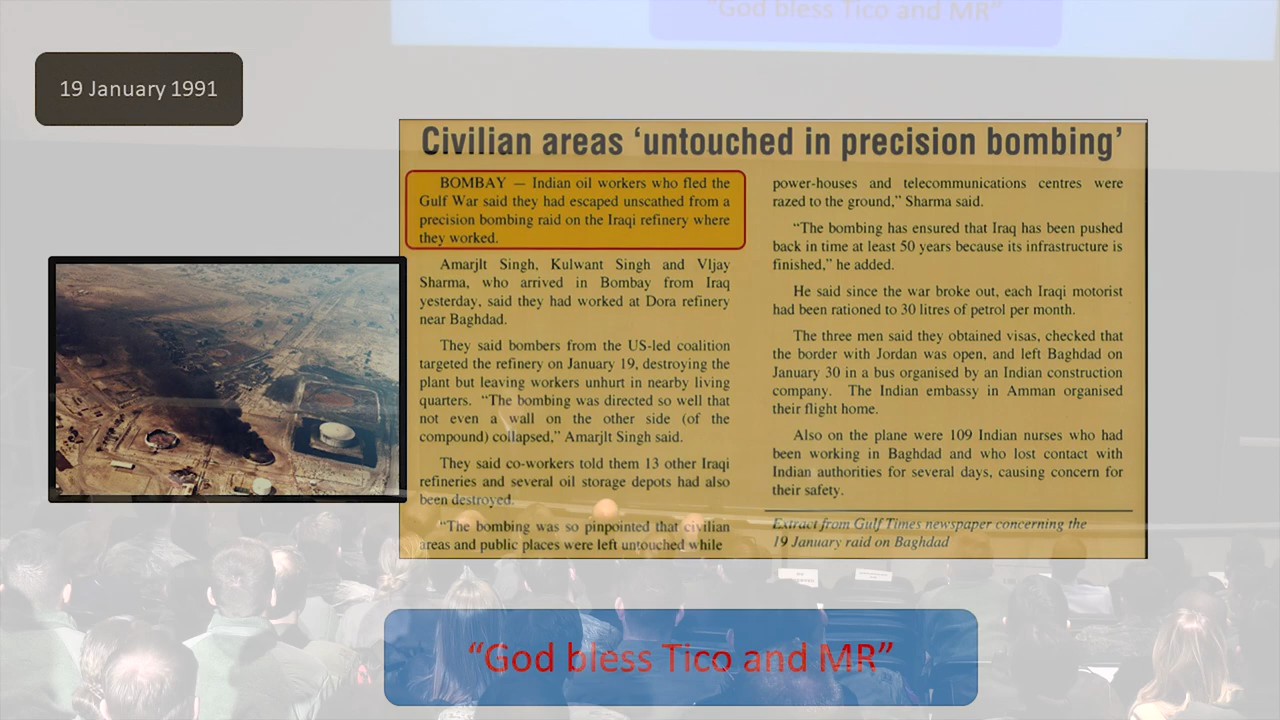 “God bless Tico and MR”
19 January 1991
Civilian areas ‘untouched in precision bombing’
BOMBAY — Indian oil workers who fled the
Gulf War said they had escaped unscathed from a
precision bombing raid on the Iraqi refinery where
they worked.
Amarjlt Singh, Kulwant Singh and Vljay
Sharma, who arrived in Bombay from Iraq
yesterday, said they had worked at Dora refinery
near Baghdad.
They said bombers from the US-led coalition
targeted the refinery on January 19, destroying the
plant but leaving workers unhurt in nearby living
quarters. “The bombing was directed so well that
not even a wall on the other side (of the
compound) collapsed,” Amarjlt Singh said.
They said co-workers told them 13 other Iraqi
refineries and several oil storage depots had also
been destroyed.
“The bombing was so pinpointed that civilian
areas and public places were left untouched while
power-houses and telecommunications centres were
razed to the ground,” Sharma said.
“The bombing has ensured that Iraq has been pushed
back in time at least 50 years because its infrastructure is
finished,” he added.
He said since the war broke out, each Iraqi motorist
had been rationed to 30 litres of petrol per month.
The three men said they obtained visas, checked that
the border with Jordan was open, and left Baghdad on
January 30 in a bus organised by an Indian construction
company. The Indian embassy in Amman organised
their flight home.
Also on the plane were 109 Indian nurses who had
been working in Baghdad and who lost contact with
Indian authorities for several days, causing concern for
their safety.
Extract from Gulf Times newspaper concerning the
19 January raid on Baghdad
“God bless Tico and MR”